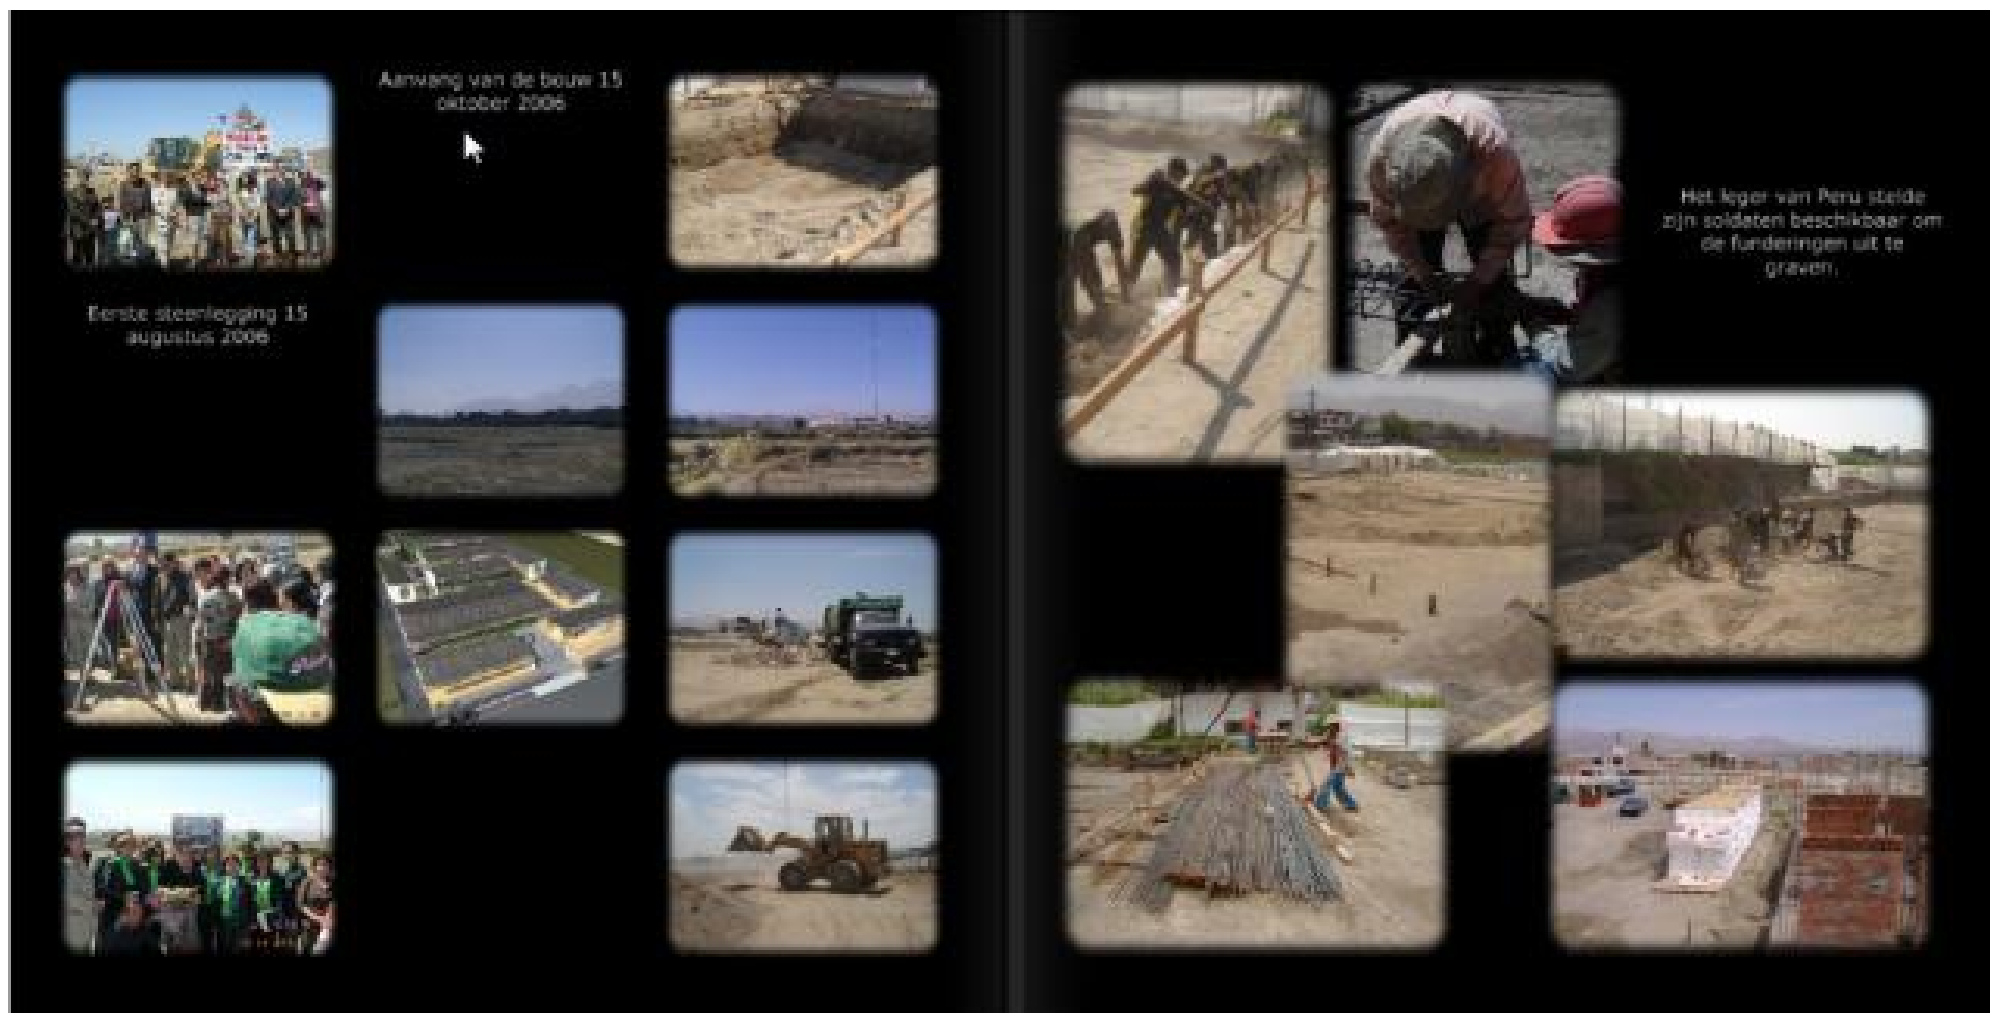 Aanvang van de bouw 15
oktober 2006
Eerste steenlegging 15
augustus 2006
Het leger van Peru stelde
zijn soldaten beschikbaar om
de funderingen uit te
graven.